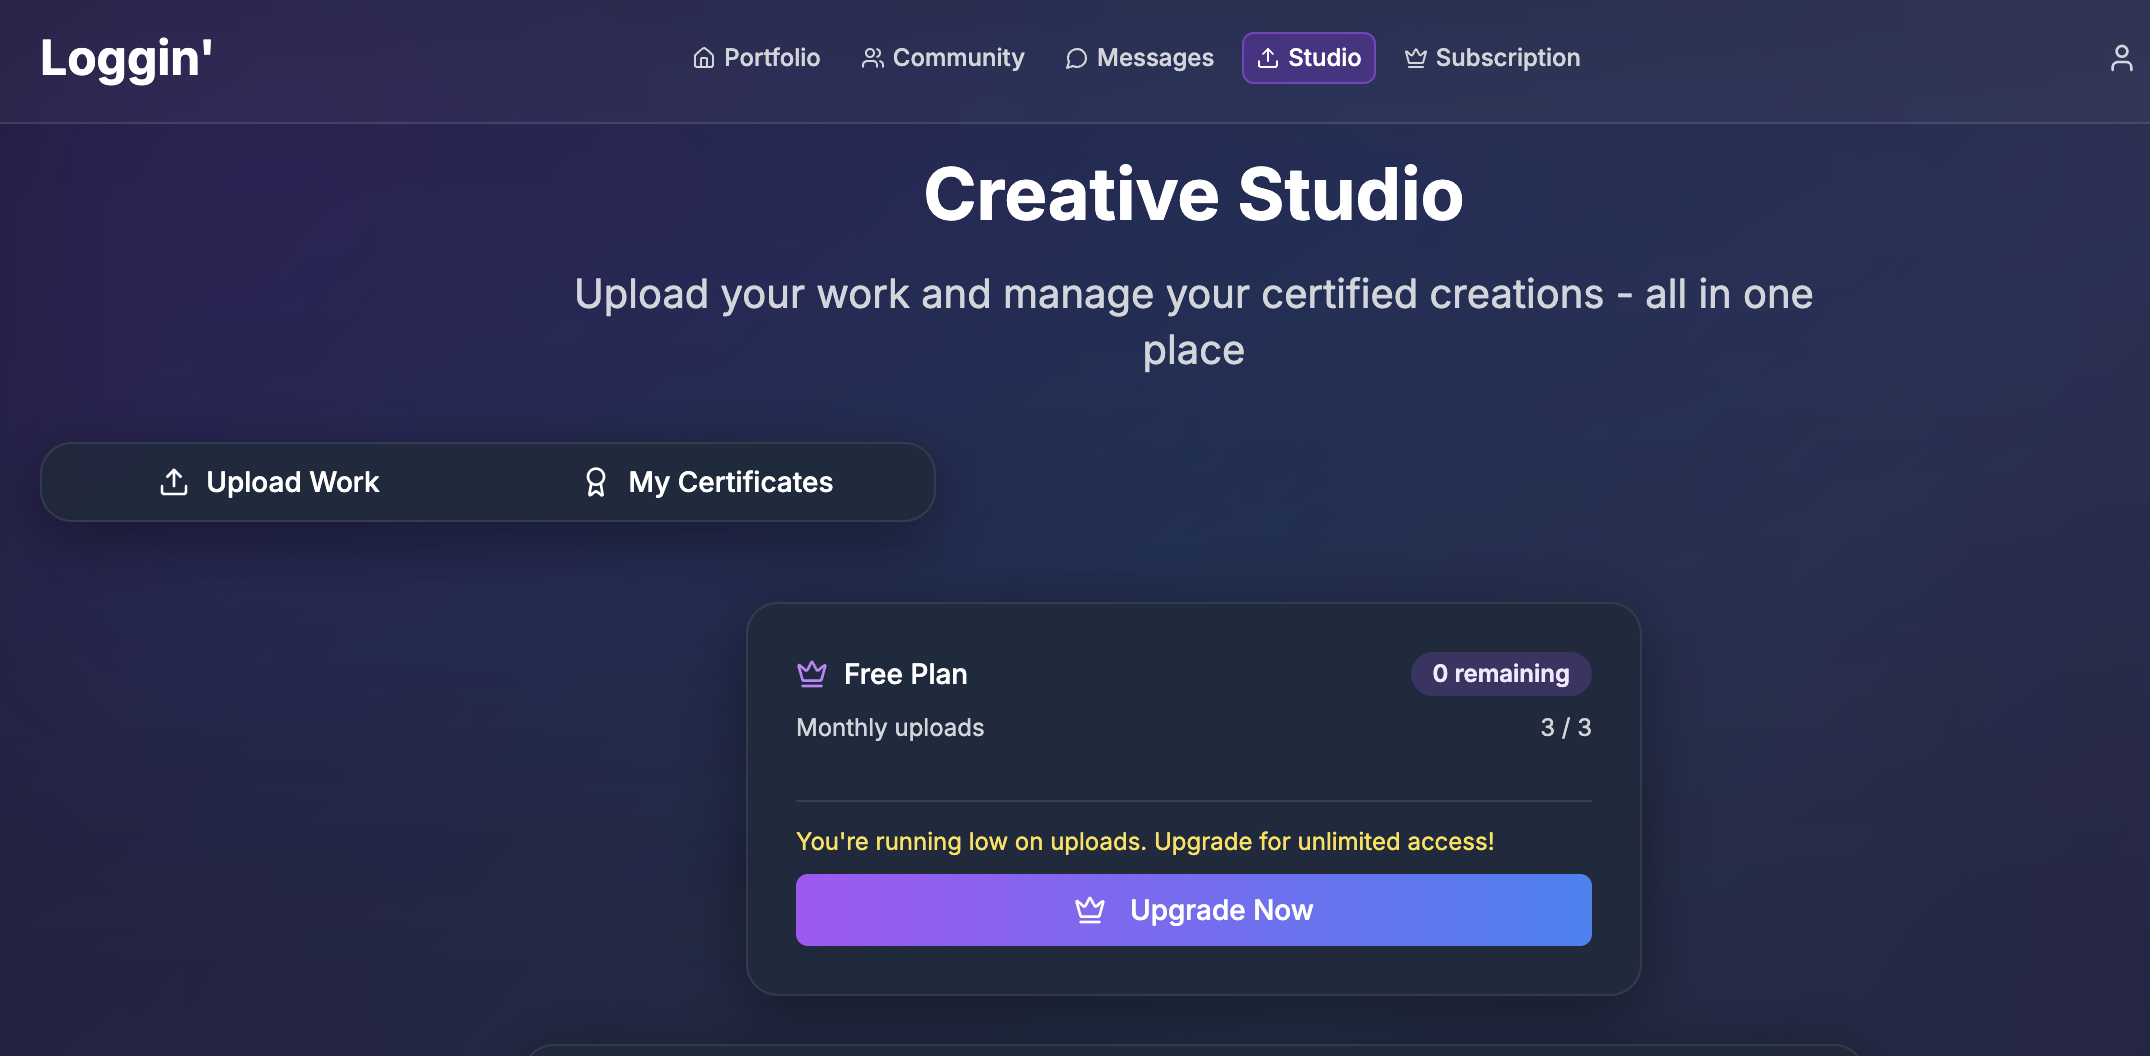 Loggin'
Portfolio
Community
Messages
Studio
Subscription
Creative Studio
Upload your work and manage your certified creations - all in one
place
Upload Work
My Certificates
Free Plan
0 remaining
Monthly uploads
3 / 3
You're running low on uploads. Upgrade for unlimited access!
Upgrade Now